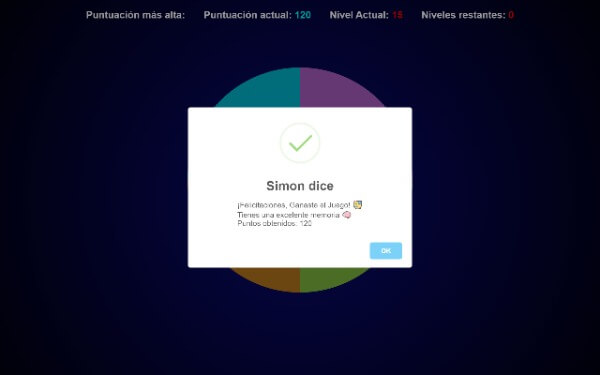 Puntuación más alta: Puntuación actual: 120 Nivel Actual: 15 Niveles restantes: 0
Simon dice
¡Felicitaciones, Ganaste el Juego!
Tienes una excelente memoria
Puntos obtenidos: 120
OK